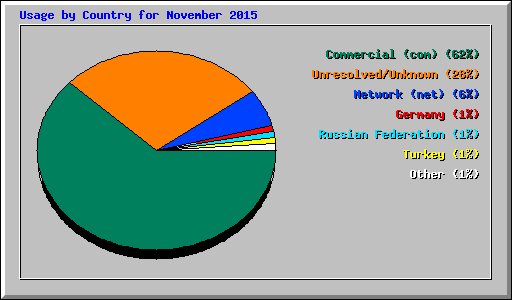 Usage by Country for November 2015
Commercial (com) (62%)
Unresolved/Unknown (28%)
Network (net) (6%)
Germany (1%)
Russian Federation (1%)
Turkey (1%)
Other (1%)